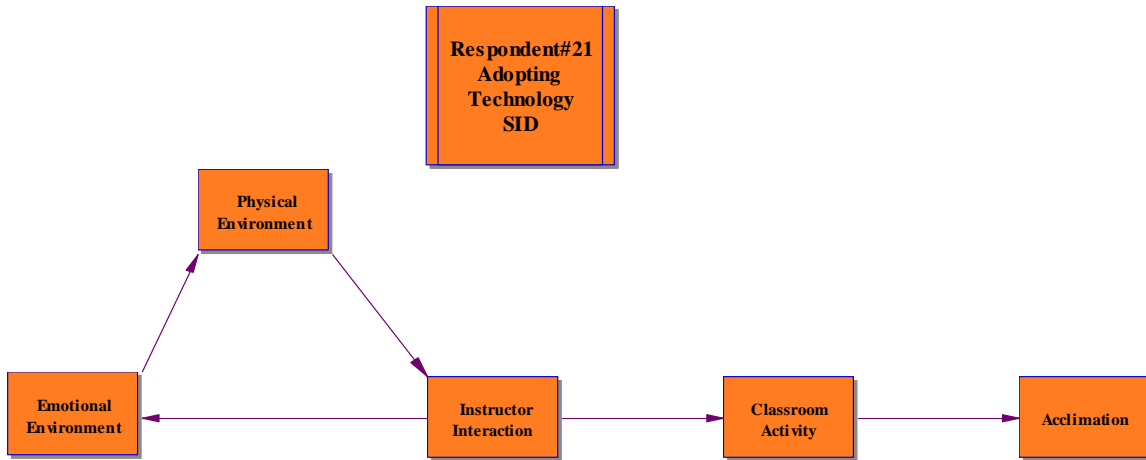 Respondent#21
Adopting
Technology
SID
Physical
Environment
Emotional
Environment
Instructor
Interaction
Classroom
Activity
Acclimation